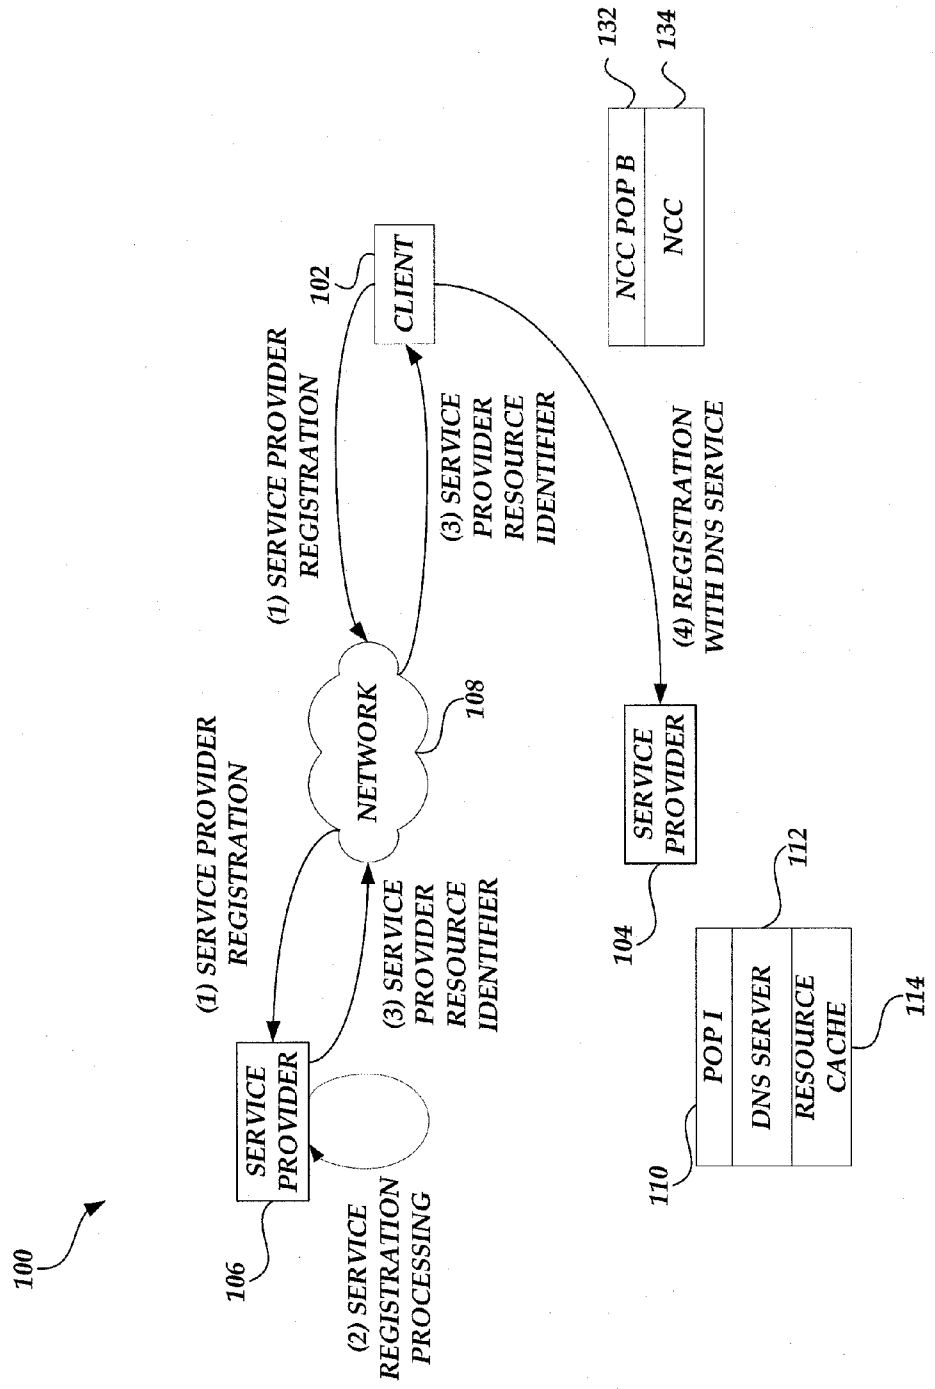 100
106
SERVICE
PROVIDER
(2) SERVICE
REGISTRATION
PROCESSING
(1) SERVICE PROVIDER
REGISTRATION
(3) SERVICE
PROVIDER
RESOURCE
IDENTIFIER
NETWORK
108
(1) SERVICE PROVIDER
REGISTRATION
(3) SERVICE
PROVIDER
RESOURCE
IDENTIFIER
102
CLIENT
(4) REGISTRATION
WITH DNS SERVICE
104
SERVICE
PROVIDER
110
POP I
DNS SERVER
RESOURCE
CACHE
112
114
NCC POP B
NCC
132
134